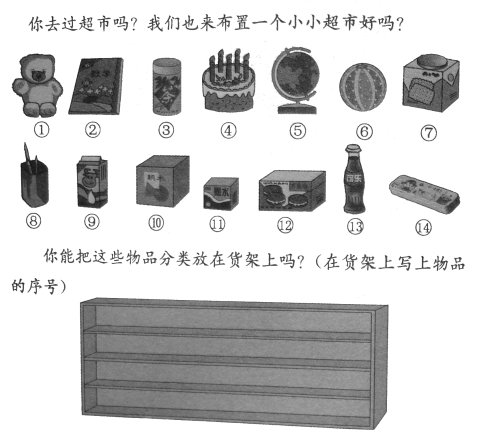 你去过超市吗？我们也来布置一个小小超市好吗？
① ② ③ ④ ⑤ ⑥ ⑦
可乐
⑧ ⑨ ⑩ ⑪ ⑫ ⑬ ⑭
你能把这些物品分类放在货架上吗？（在货架上写上物品
的序号）